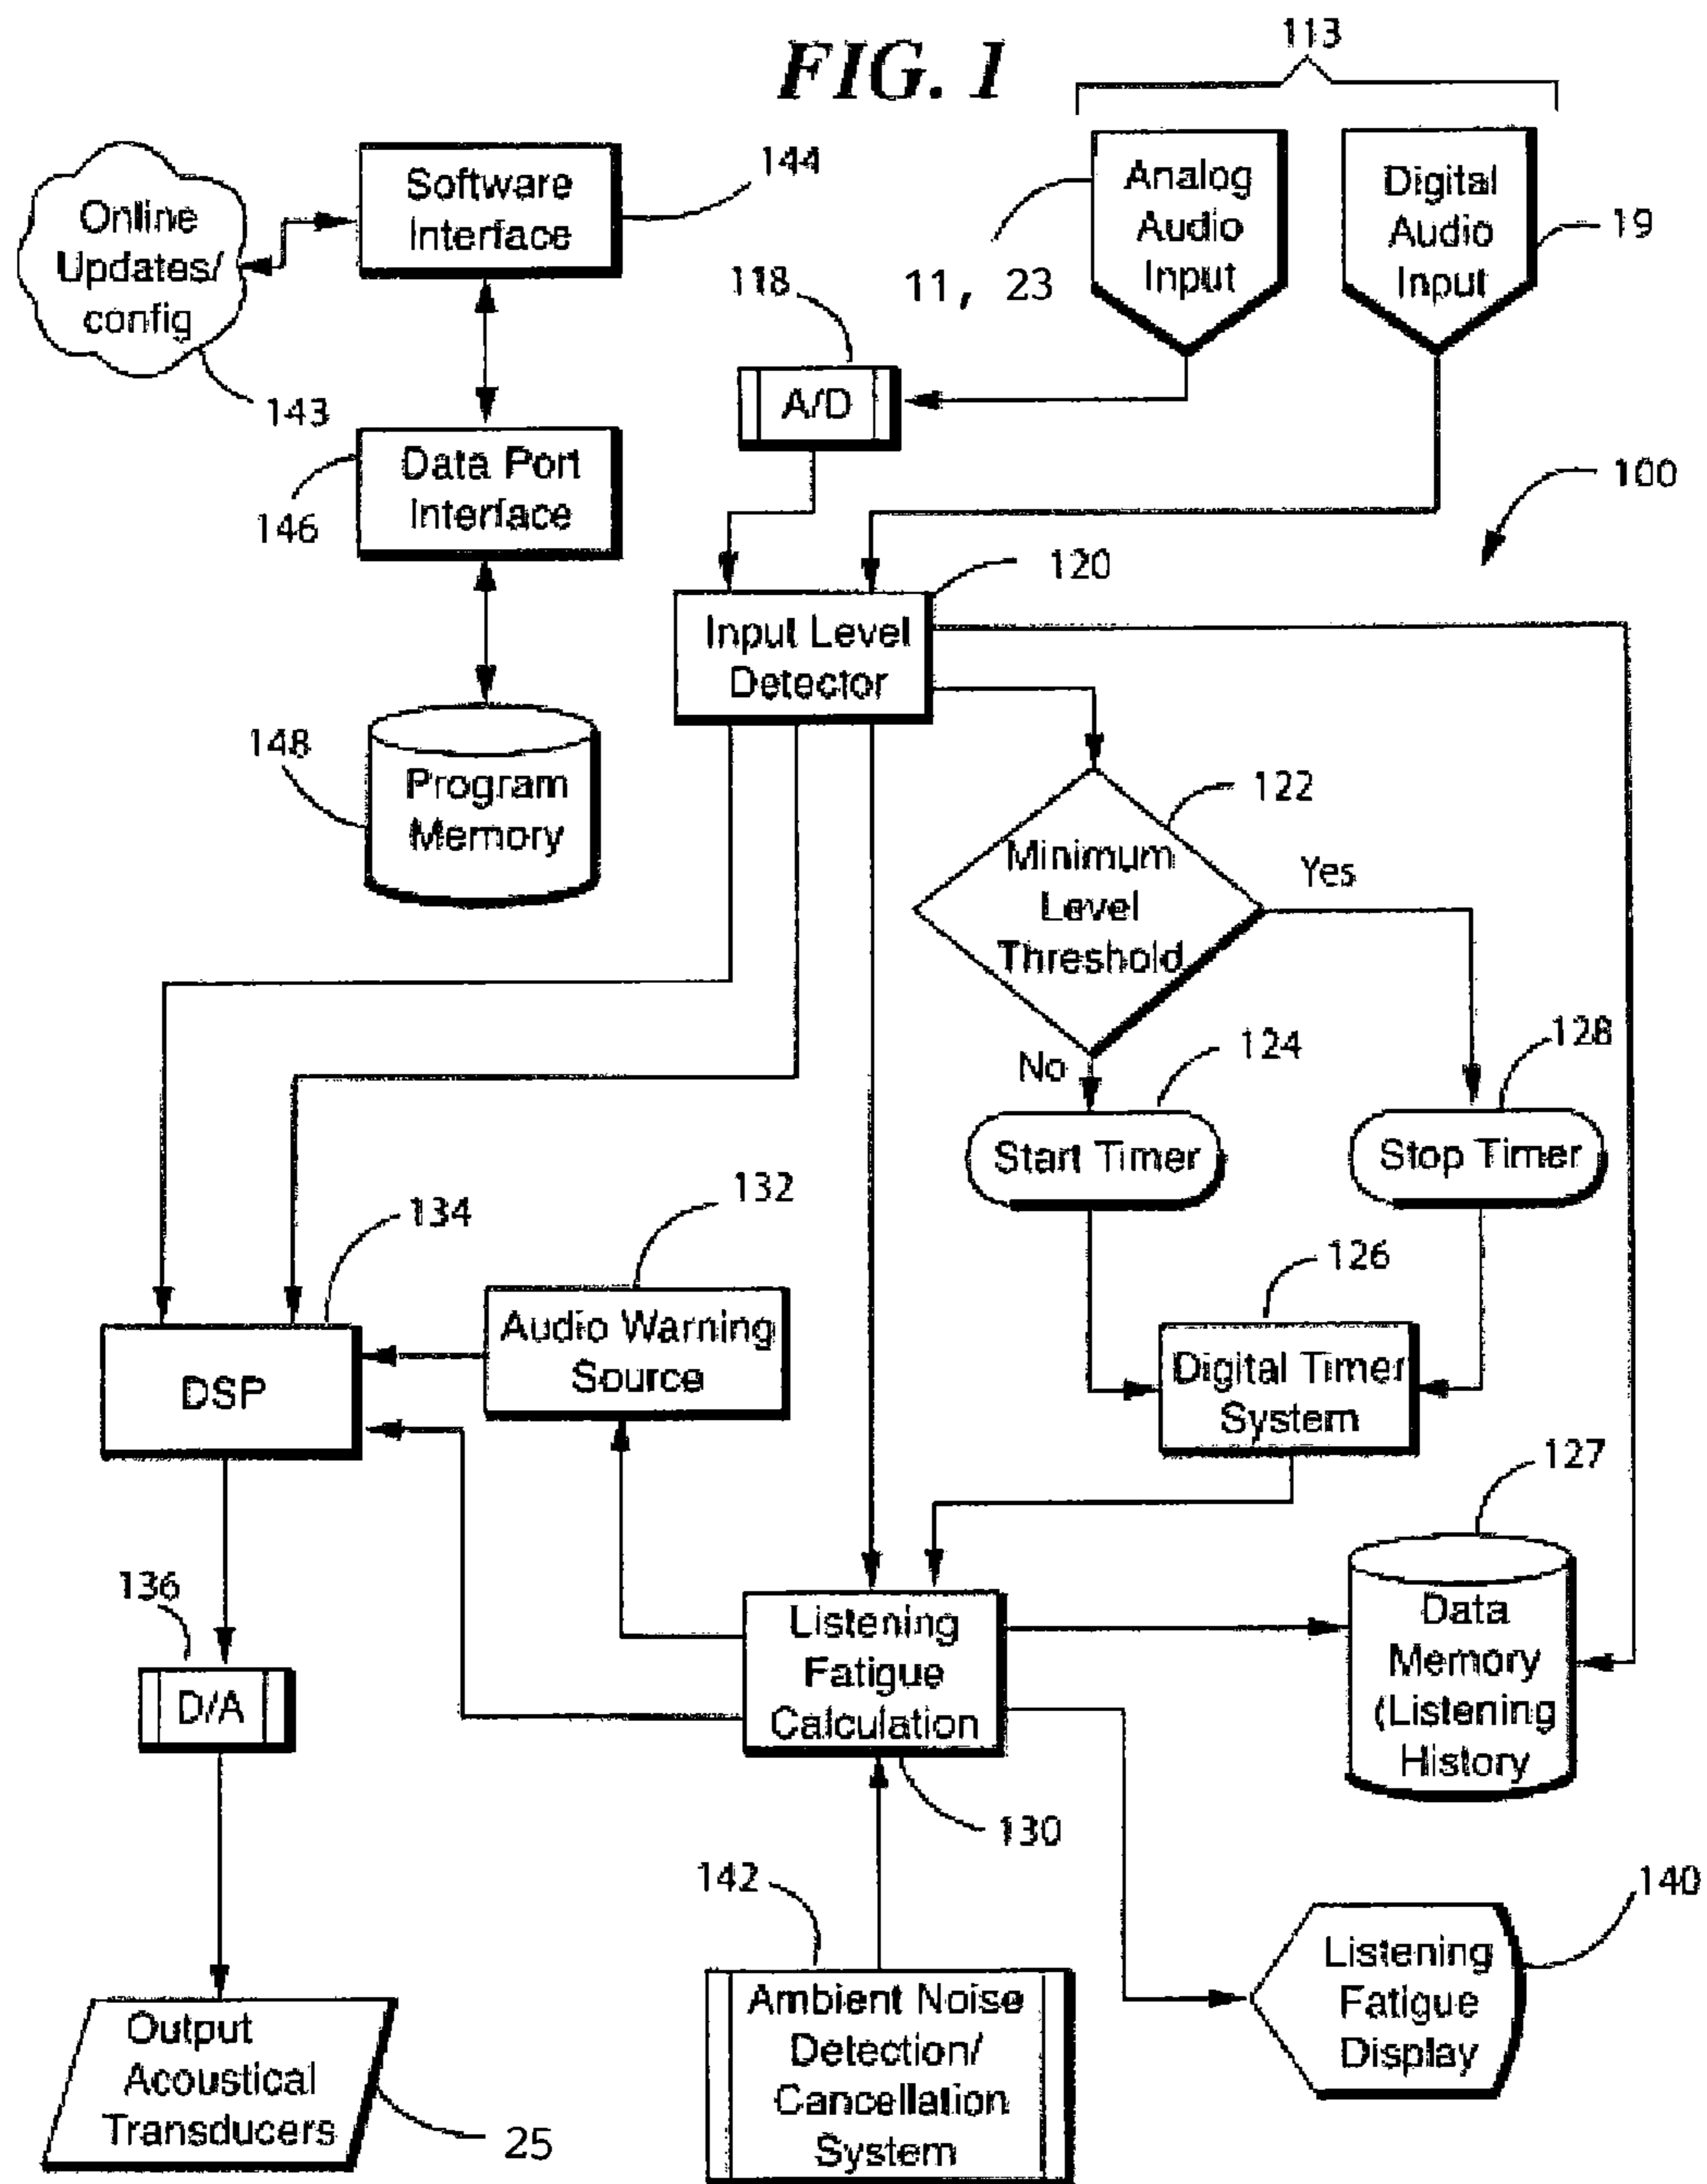 FIG. 1
113
Online
Updates/
config
143
Software
Interface
144
Analog
Audio
Input
11, 23
Digital
Audio
Input
19
118
A/D
100
Data Port
Interface
146
120
Input Level
Detector
148
Program
Memory
122
Minimum
Level
Threshold
Yes
No
124
Start Timer
128
Stop Timer
126
Digital Timer
System
134
DSP
132
Audio Warning
Source
127
Data
Memory
(Listening
History
Listening
Fatigue
Calculation
130
136
D/A
Output
Acoustical
Transducers
25
142
Ambient Noise
Detection/
Cancellation
System
140
Listening
Fatigue
Display